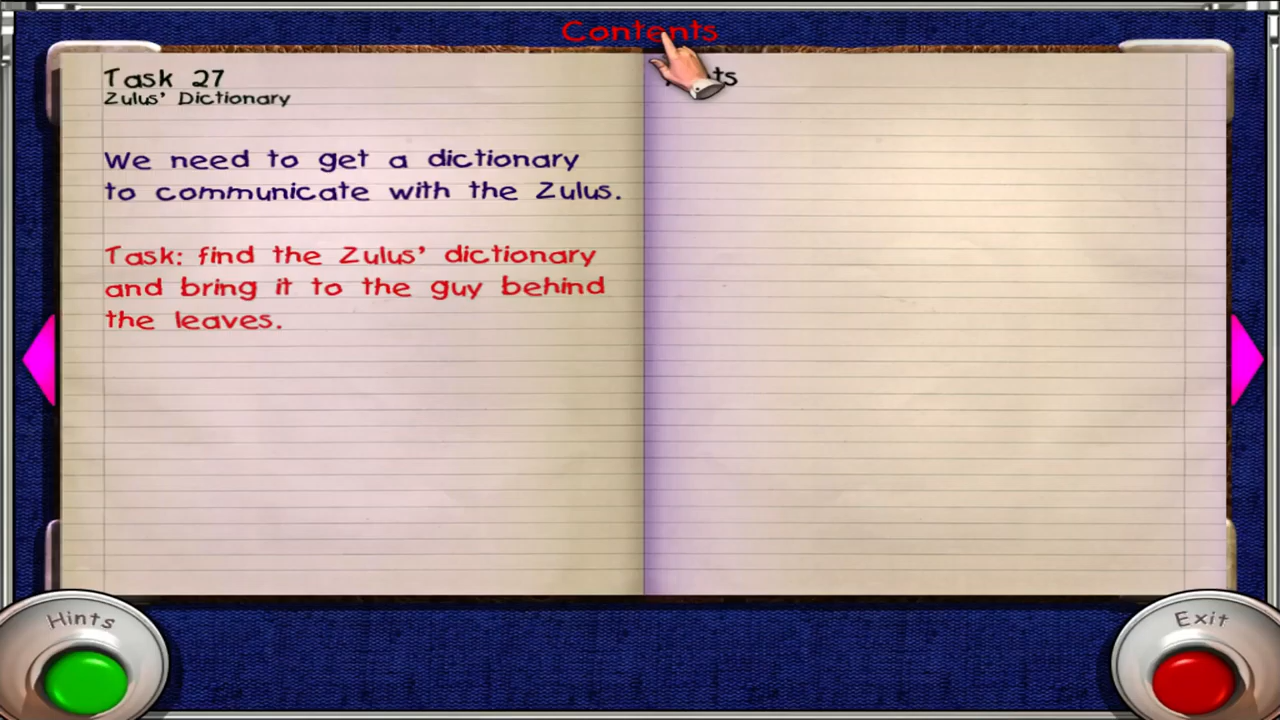 Contents
Task 27
Zulus' Dictionary
We need to get a dictionary
to communicate with the Zulus.
Task: find the Zulus' dictionary
and bring it to the guy behind
the leaves.
Hints
Exit